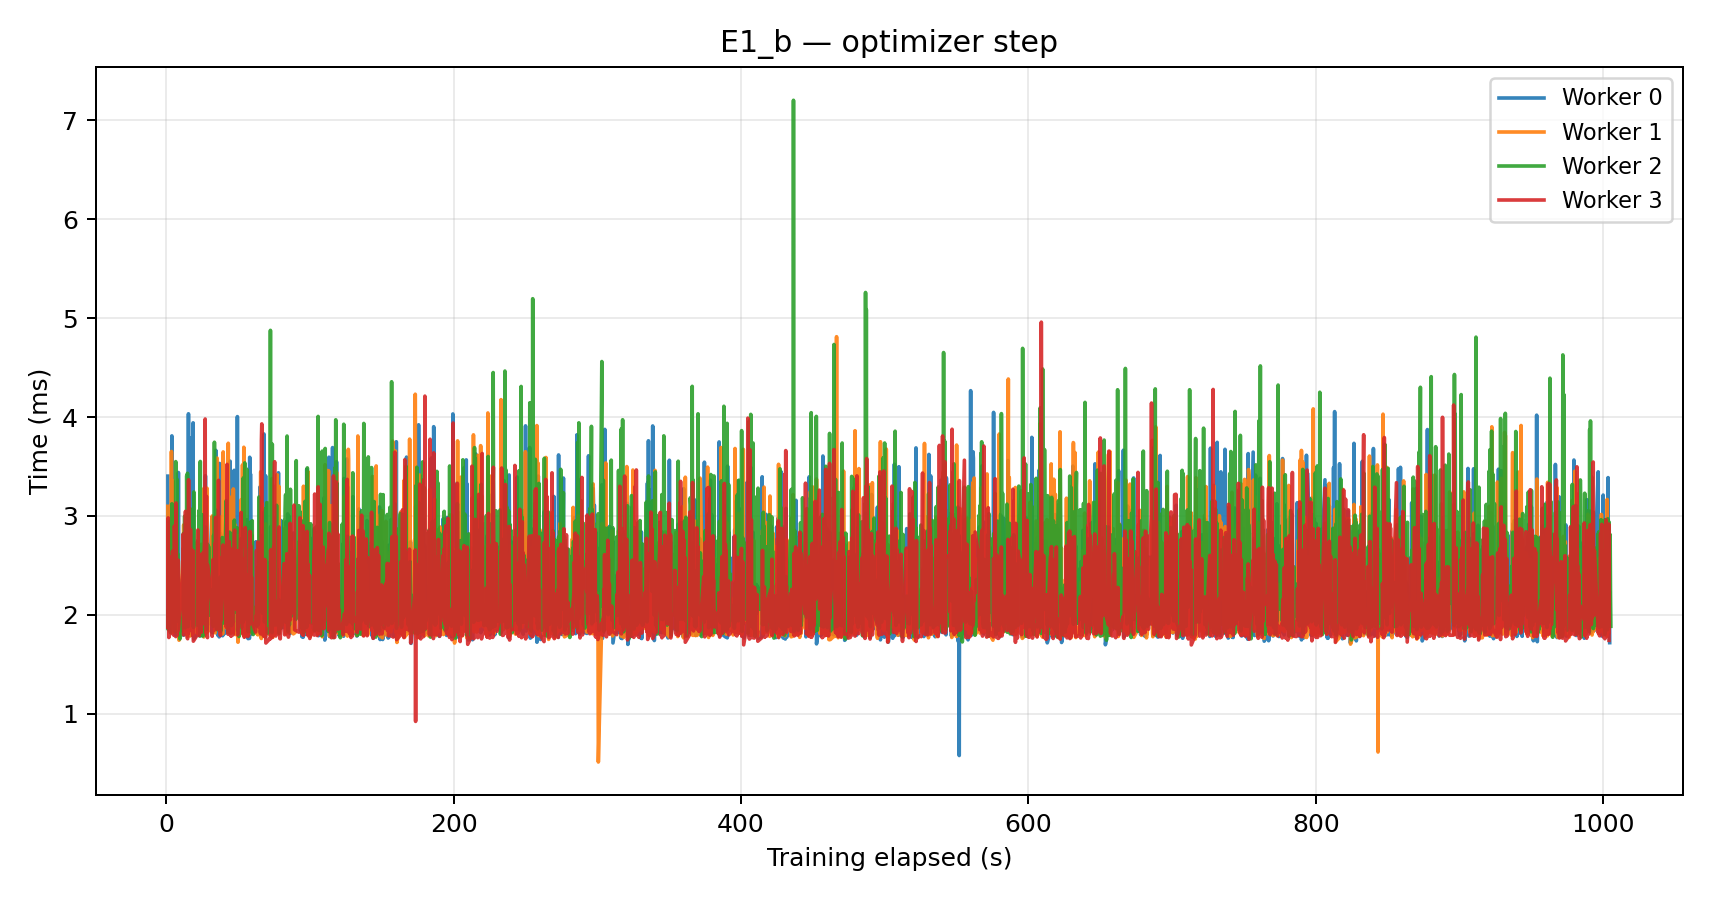 E1_b — optimizer step
Worker 0
Worker 1
Worker 2
Worker 3
Time (ms)
7
6
5
4
3
2
1
0
200
400
600
800
1000
Training elapsed (s)